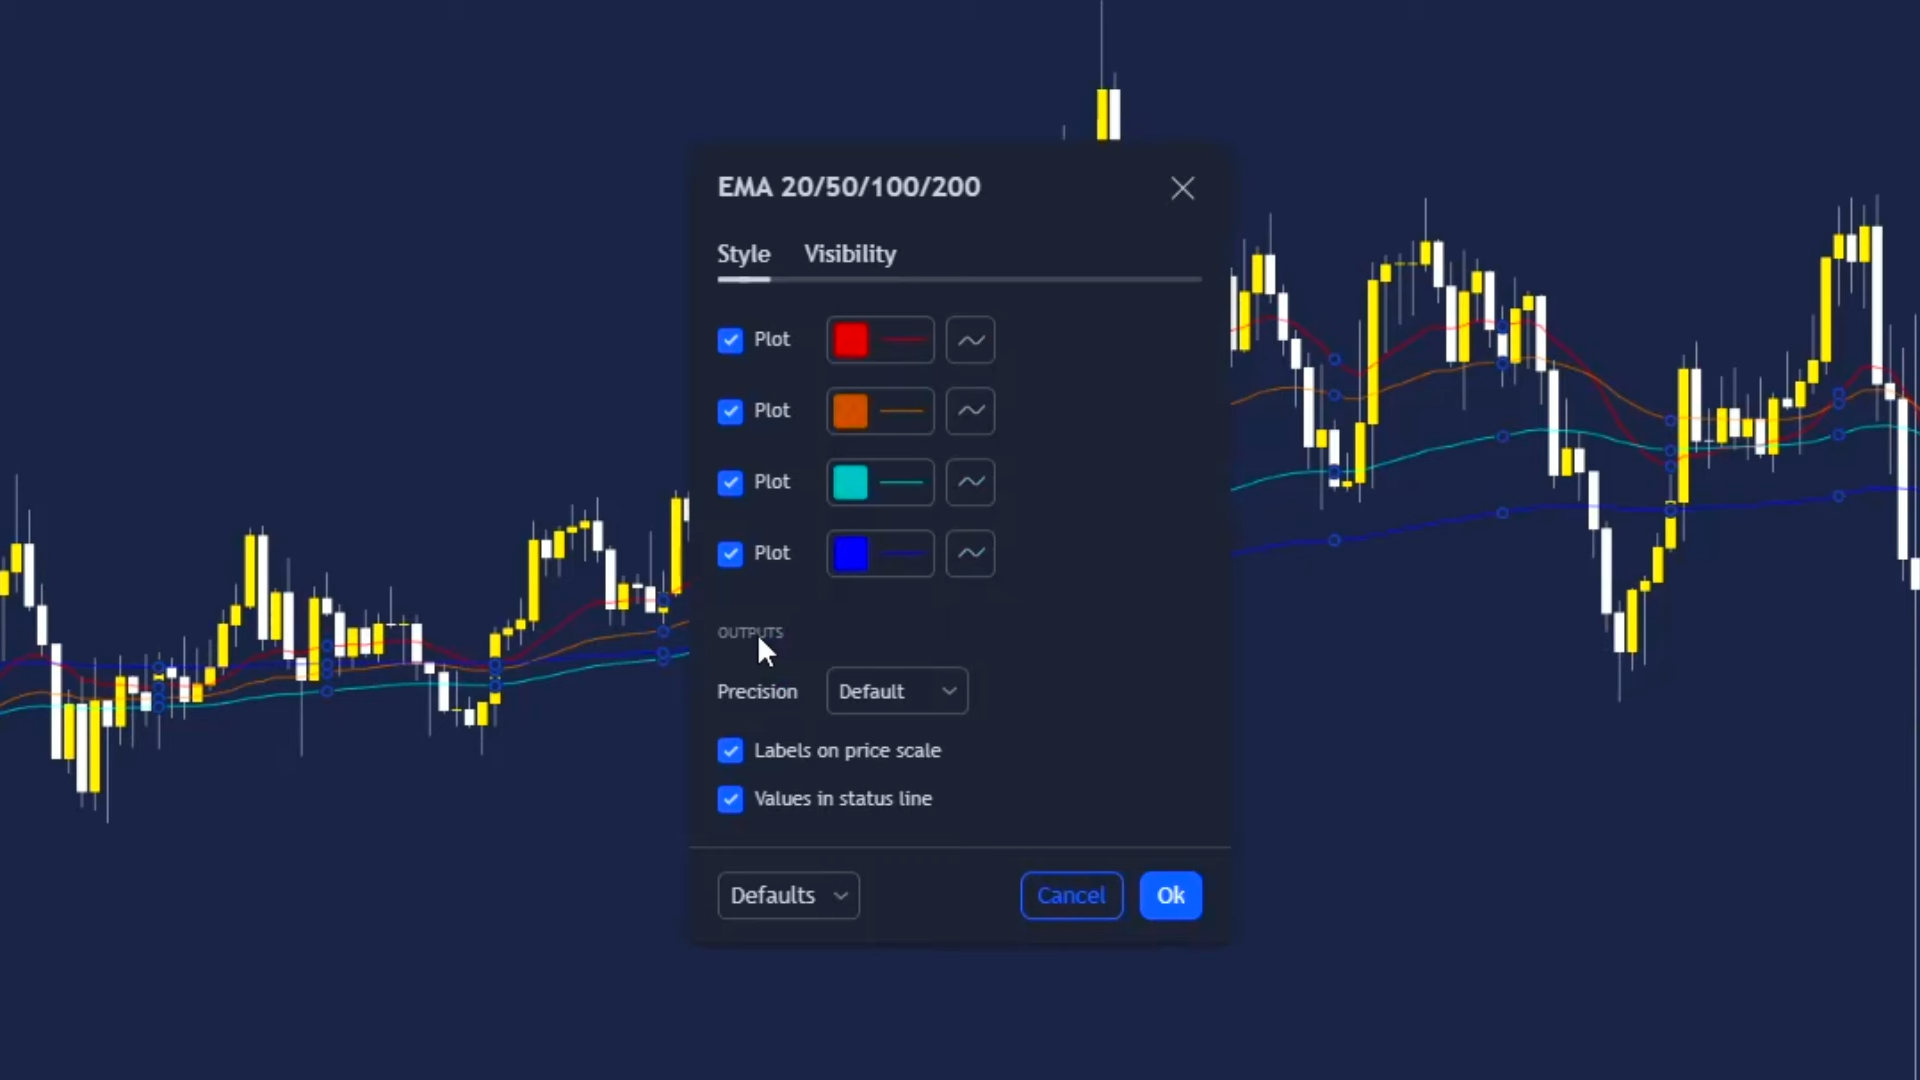 EMA 20/50/100/200
Style Visibility
Plot
Plot
Plot
Plot
OUTPUTS
Precision Default
Labels on price scale
Values in status line
Defaults Cancel Ok